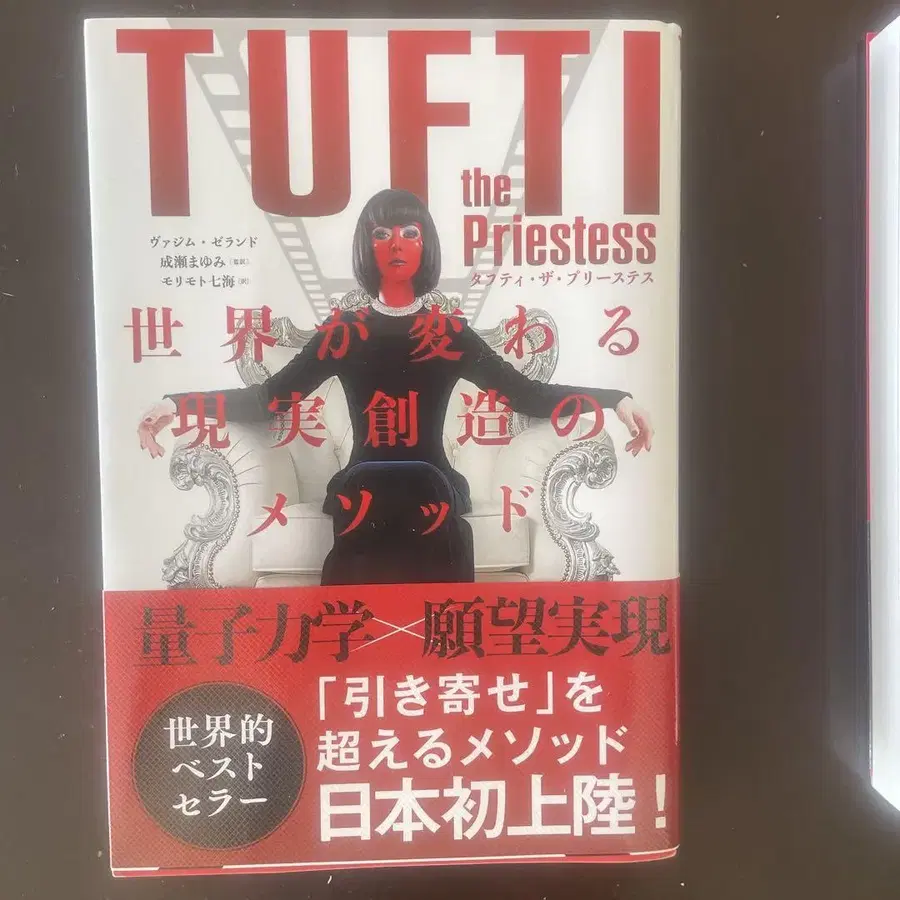 TUFTI
the
Priestess
タフティ・ザ・プリーステス
ヴァジム・ゼランド
成瀬まゆみ[監訳]
モリモト七海[訳]
世界が変わる
現実創造の
メソッド
量子力学×願望実現
世界的
ベスト
セラー
「引き寄せ」を
超えるメソッド
日本初上陸!